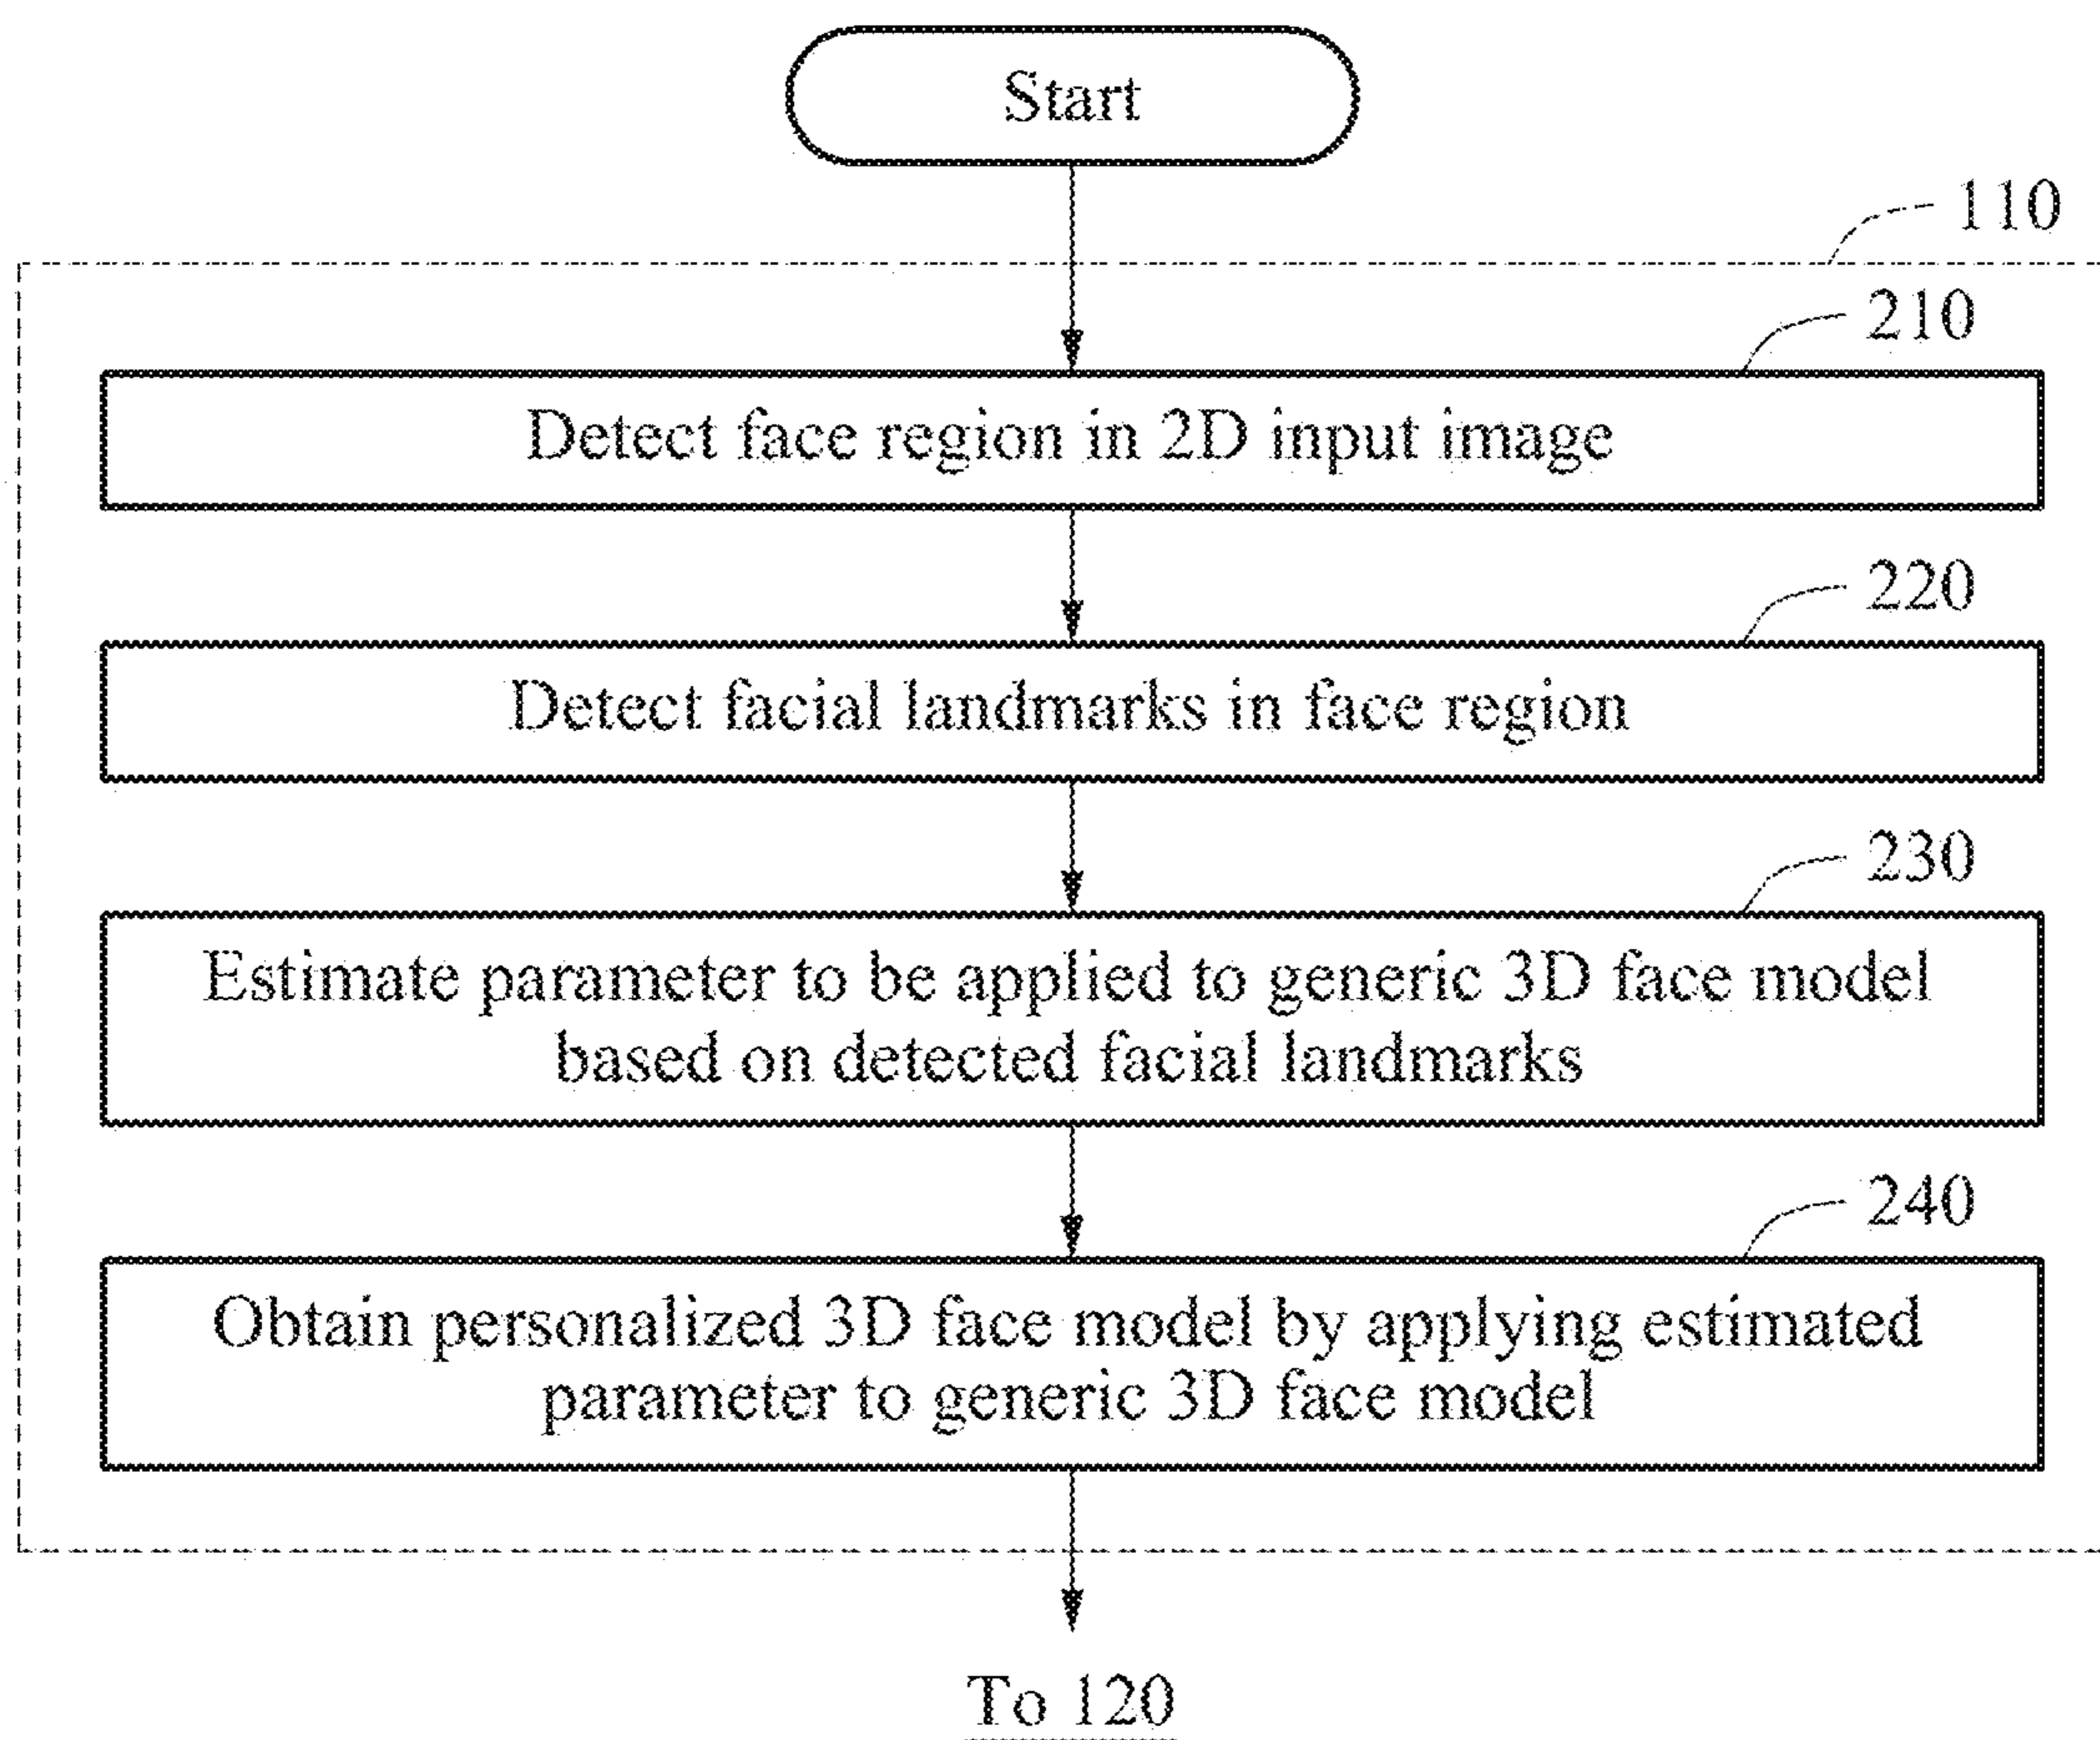 Start
110
210
Detect face region in 2D input image
220
Detect facial landmarks in face region
230
Estimate parameter to be applied to generic 3D face model
based on detected facial landmarks
240
Obtain personalized 3D face model by applying estimated
parameter to generic 3D face model
To 120